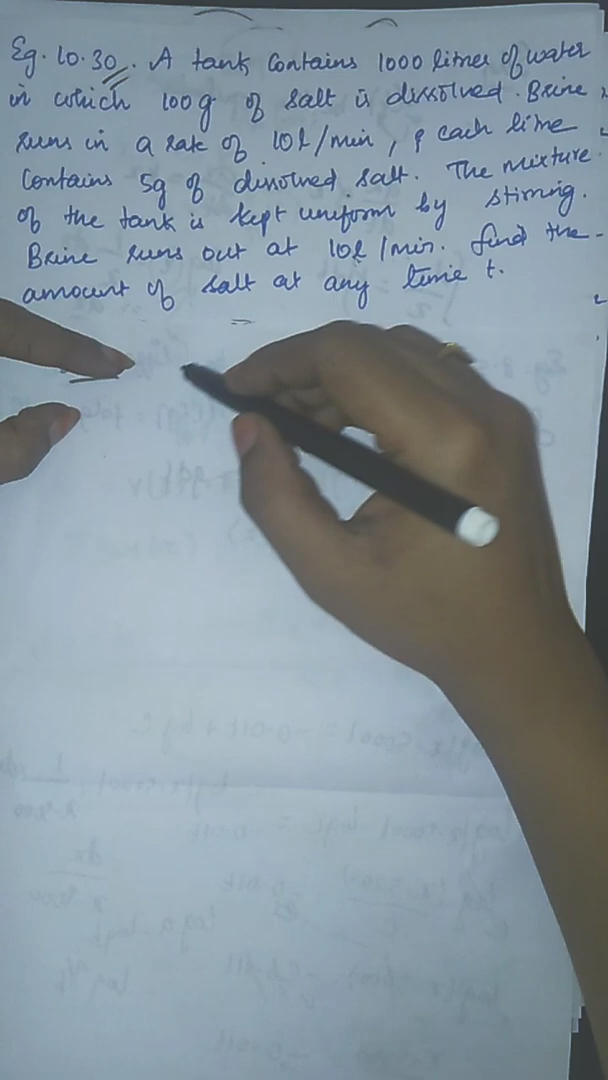 Eg. 10.30. A tank contains 1000 litres of water
in which 100g of salt is dissolved. Brine
runs in a rate of 10l/min, & each litre
contains 5g of dissolved salt. The mixture
of the tank is kept uniform by stirring.
Brine runs out at 10l/min. find the
amount of salt at any time t.